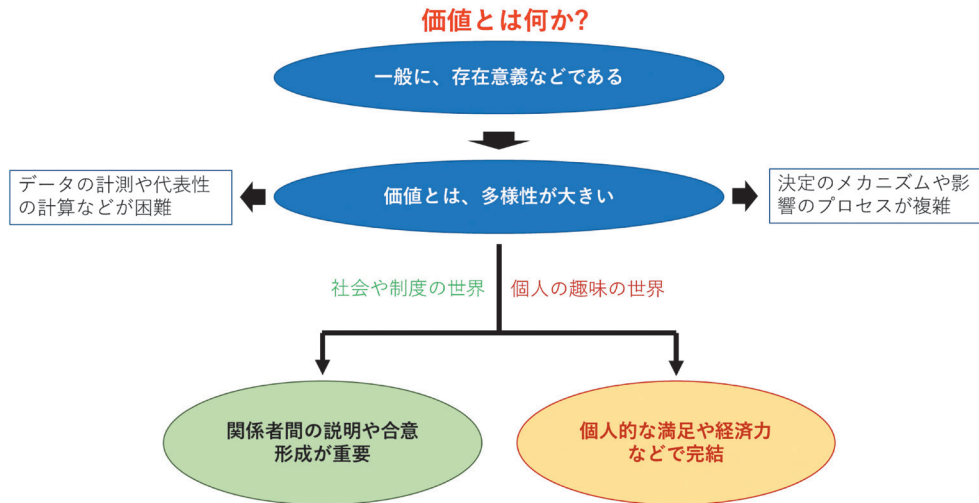 価値とは何か?
一般に、存在意義などである
データの計測や代表性
の計算などが困難
価値とは、多様性が大きい
決定のメカニズムや影
響のプロセスが複雑
社会や制度の世界
個人の趣味の世界
関係者間の説明や合意
形成が重要
個人的な満足や経済力
などで完結